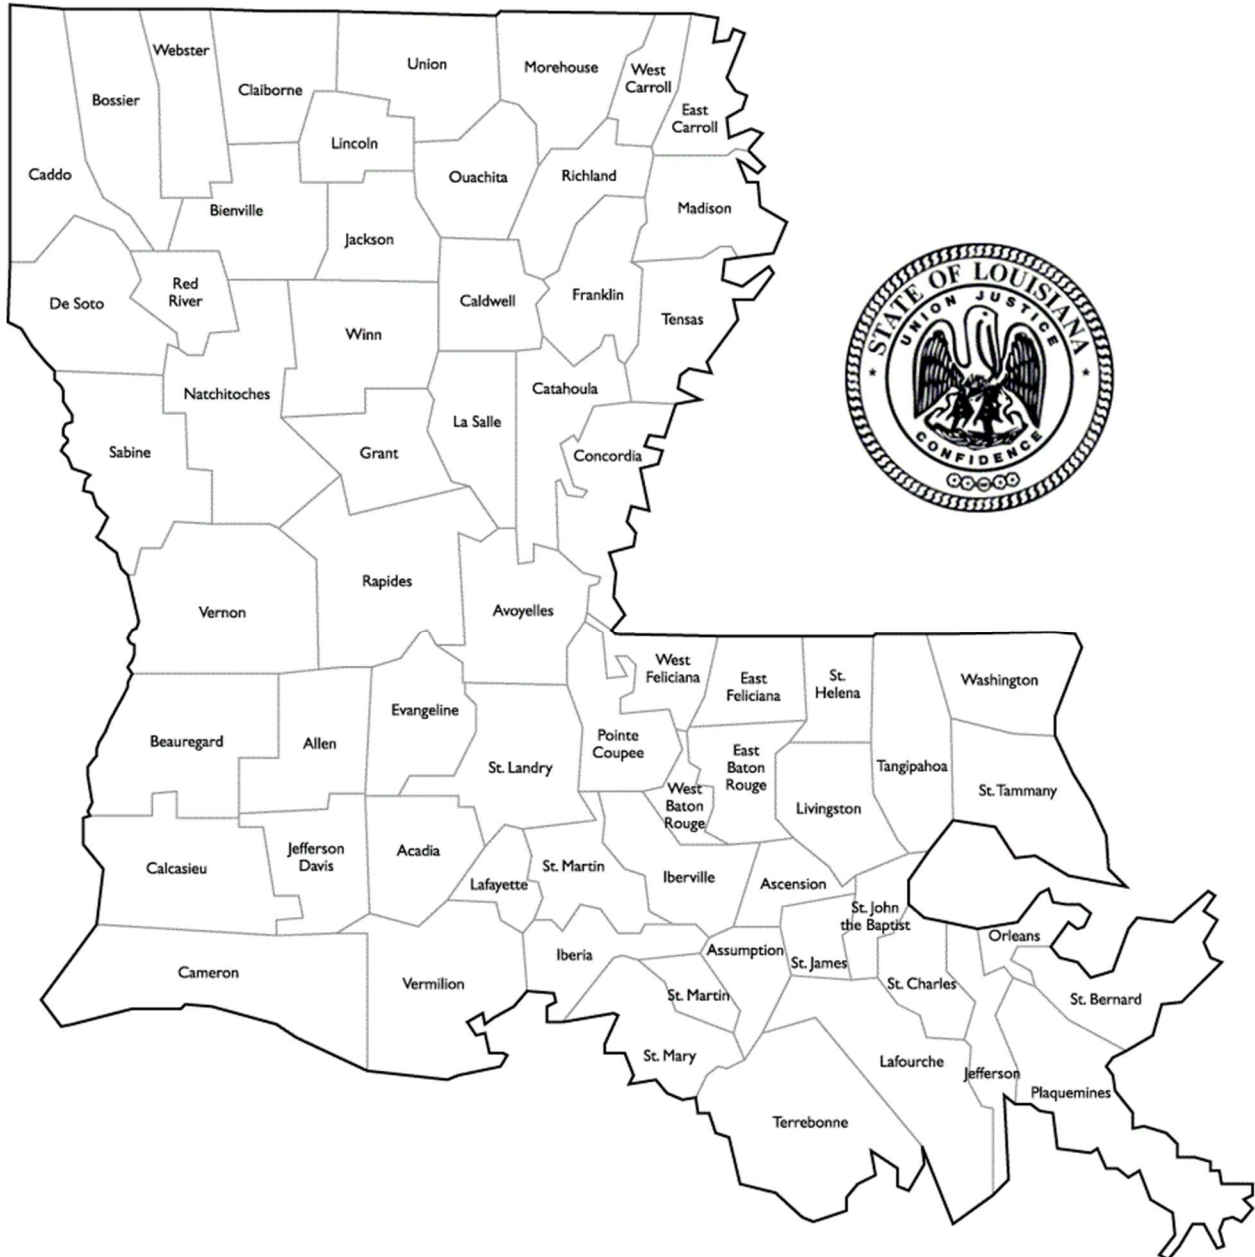 Webster
Union
Morehouse
West
Carroll
Claiborne
Bossier
East
Carroll
Lincoln
Caddo
Ouachita
Richland
Bienville
Madison
Jackson
Red
River
De Soto
Caldwell
Franklin
Tensas
Winn
Natchitoches
Catahoula
La Salle
Sabine
Grant
Concordia
Rapides
Vernon
Avoyelles
STATE OF LOUISIANA
UNION JUSTICE
CONFIDENCE
West
Feliciana
East
Feliciana
St.
Helena
Washington
Evangeline
Beauregard
Allen
Pointe
Coupee
St. Landry
East
Baton
Rouge
Tangipahoa
St. Tammany
West
Baton
Rouge
Livingston
Calcasieu
Jefferson
Davis
Acadia
St. Martin
Lafayette
Iberville
Ascension
St. John
the Baptist
Orleans
Cameron
Vermilion
Iberia
Assumption
St. James
St. Martin
St. Charles
St. Bernard
St. Mary
Lafourche
Jefferson
Plaquemines
Terrebonne